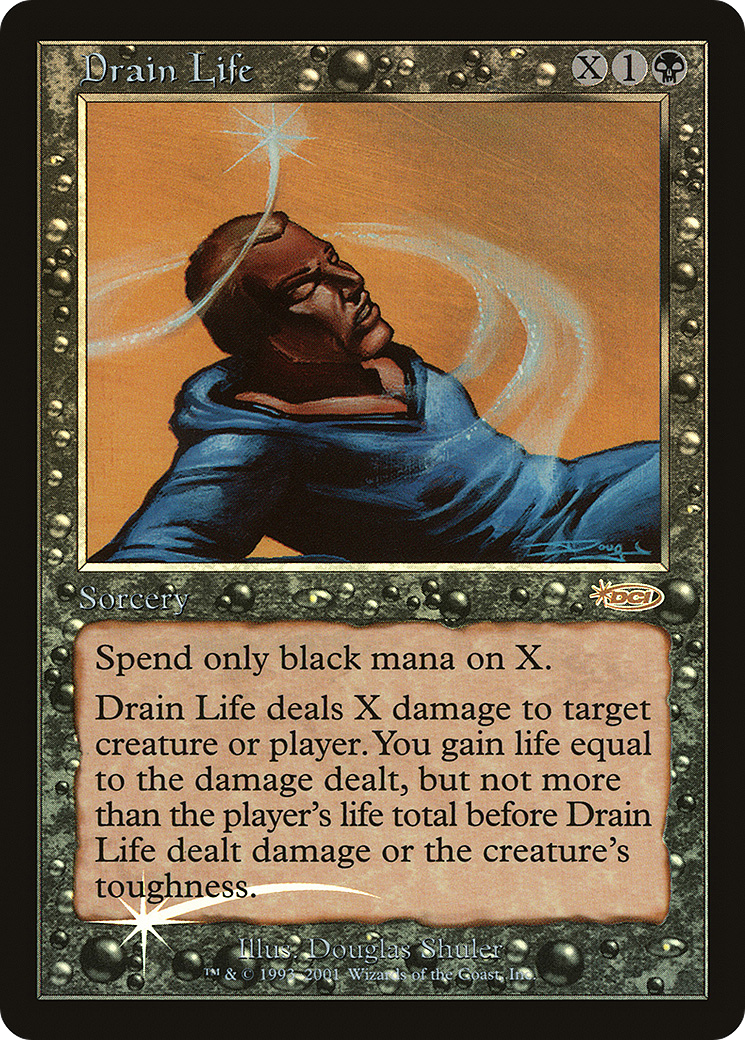 Drain Life X1
Doug S
Sorcery DCI
Spend only black mana on X.
Drain Life deals X damage to target
creature or player. You gain life equal
to the damage dealt, but not more
than the player's life total before Drain
Life dealt damage or the creature's
toughness.
Illus. Douglas Shuler
™ & © 1993–2001 Wizards of the Coast, Inc.